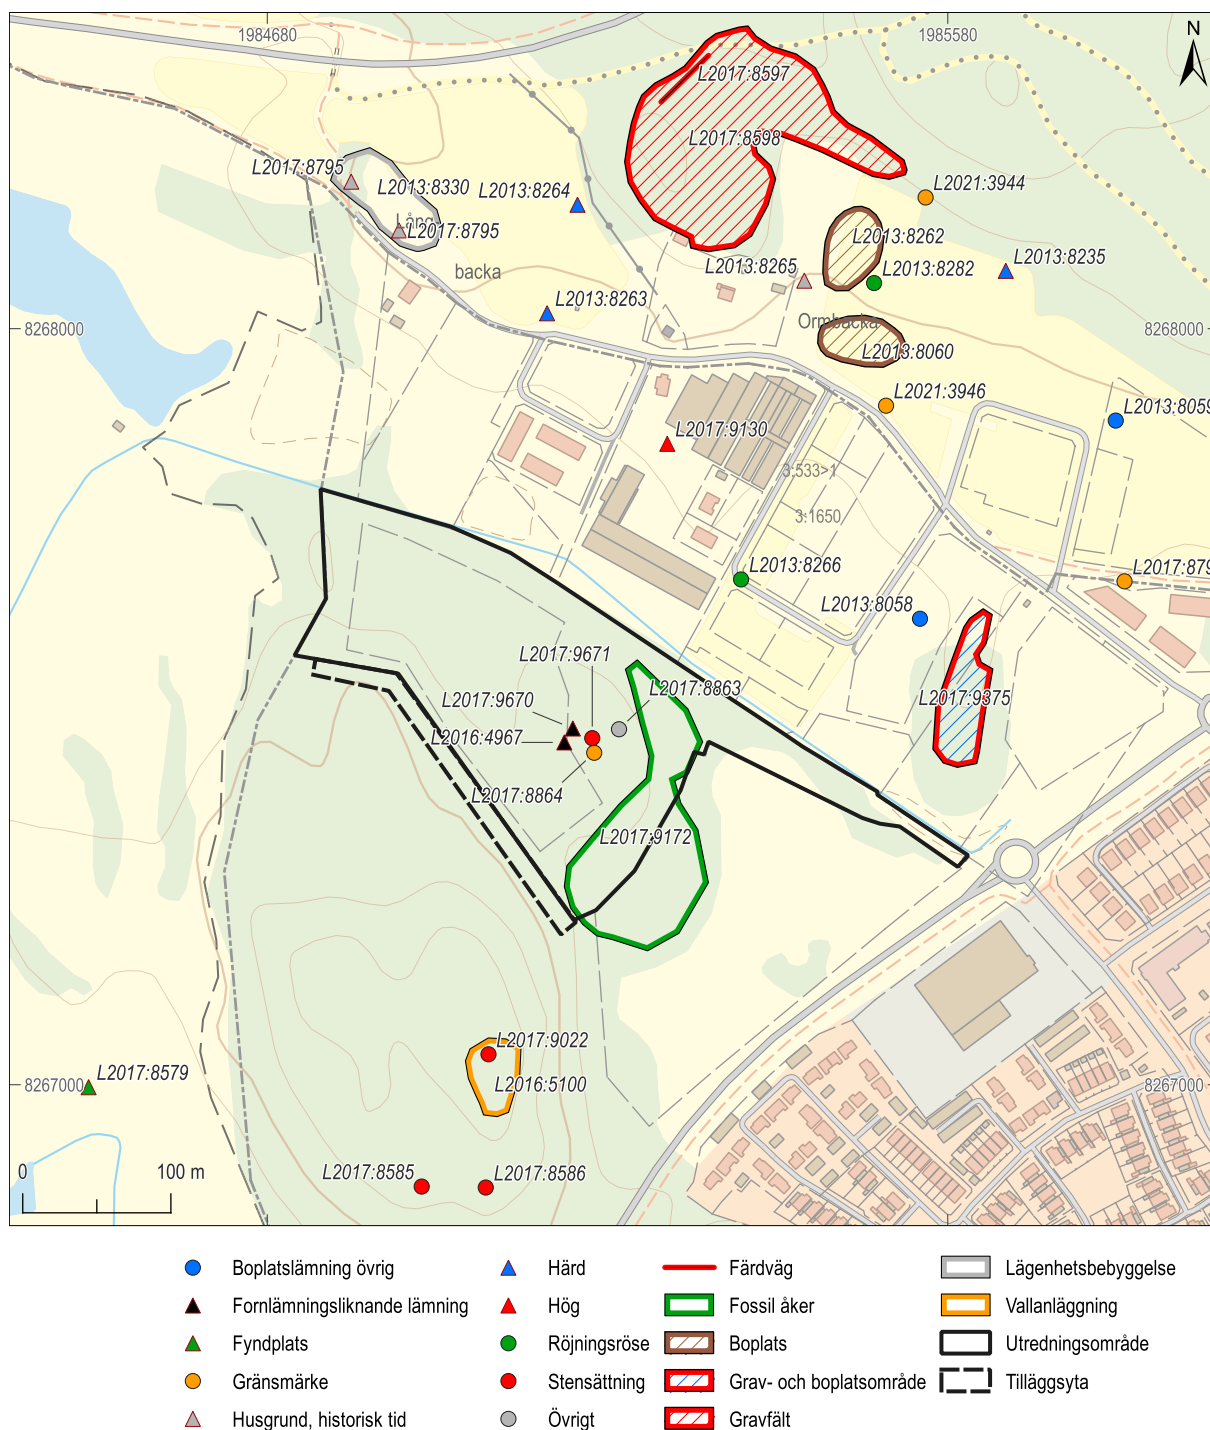 1984680
1985580
N
L2017:8597
L2017:8598
L2017:8795
L2013:8330
L2013:8264
L2021:3944
Lång
L2017:8795
L2013:8262
backa
L2013:8265
L2013:8282
L2013:8235
L2013:8263
Ormbacka
8268000
8268000
L2013:8060
L2021:3946
L2013:8059
L2017:9130
3:533>1
3:1650
L2013:8266
L2017:879
L2013:8058
L2017:9671
L2017:8863
L2017:9670
L2017:9375
L2016:4967
L2017:8864
L2017:9172
L2017:9022
L2017:8579
L2016:5100
8267000
8267000
0 100 m
L2017:8585
L2017:8586
Boplatslämning övrig
Fornlämningsliknande lämning
Fyndplats
Gränsmärke
Husgrund, historisk tid
Härd
Hög
Röjningsröse
Stensättning
Övrigt
Färdväg
Fossil åker
Boplats
Grav- och boplatsområde
Gravfält
Lägenhetsbebyggelse
Vallanläggning
Utredningsområde
Tilläggsyta